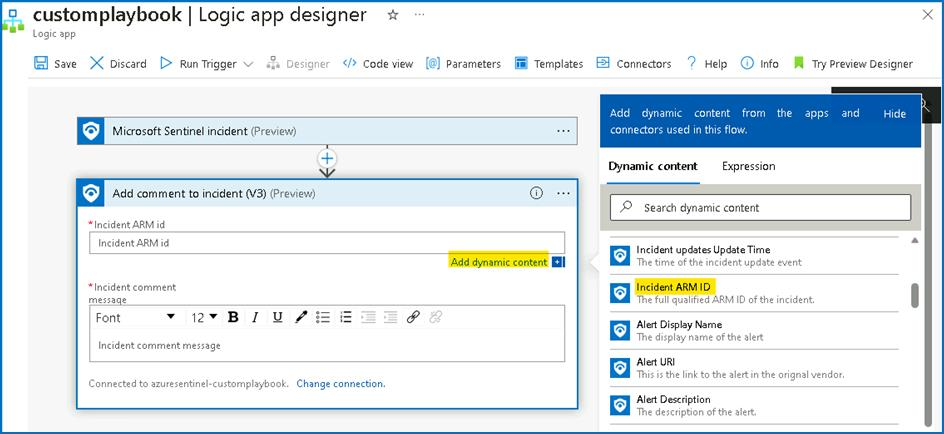 customplaybook | Logic app designer ☆ ...
Logic app
Save Discard Run Trigger Designer Code view Parameters Templates Connectors Help Info Try Preview Designer
Microsoft Sentinel incident (Preview)
Add comment to incident (V3) (Preview)
*Incident ARM id
Incident ARM id
Add dynamic content
*Incident comment
message
Font 12 B I U
Incident comment message
Connected to azuresentinel-customplaybook. Change connection.
Add dynamic content from the apps and Hide
connectors used in this flow.
Dynamic content Expression
Search dynamic content
Incident updates Update Time
The time of the incident update event
Incident ARM ID
The full qualified ARM ID of the incident.
Alert Display Name
The display name of the alert
Alert URI
This is the link to the alert in the orignal vendor.
Alert Description
The description of the alert.